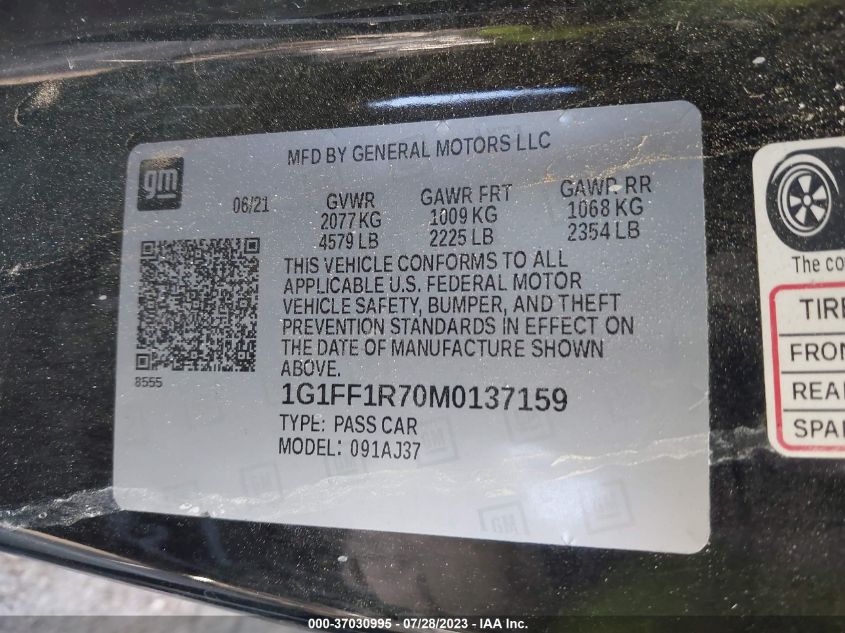 MFD BY GENERAL MOTORS LLC
gm
06/21 GVWR GAWR FRT GAWR RR
2077 KG 1009 KG 1068 KG
4579 LB 2225 LB 2354 LB
THIS VEHICLE CONFORMS TO ALL
APPLICABLE U.S. FEDERAL MOTOR
VEHICLE SAFETY, BUMPER, AND THEFT
PREVENTION STANDARDS IN EFFECT ON
THE DATE OF MANUFACTURE SHOWN
ABOVE.
8555
1G1FF1R70M0137159
TYPE: PASS CAR
MODEL: 091AJ37
GM GM
The co
TIRE
FRON
REA
SPA
000-37030995 - 07/28/2023 - IAA Inc.